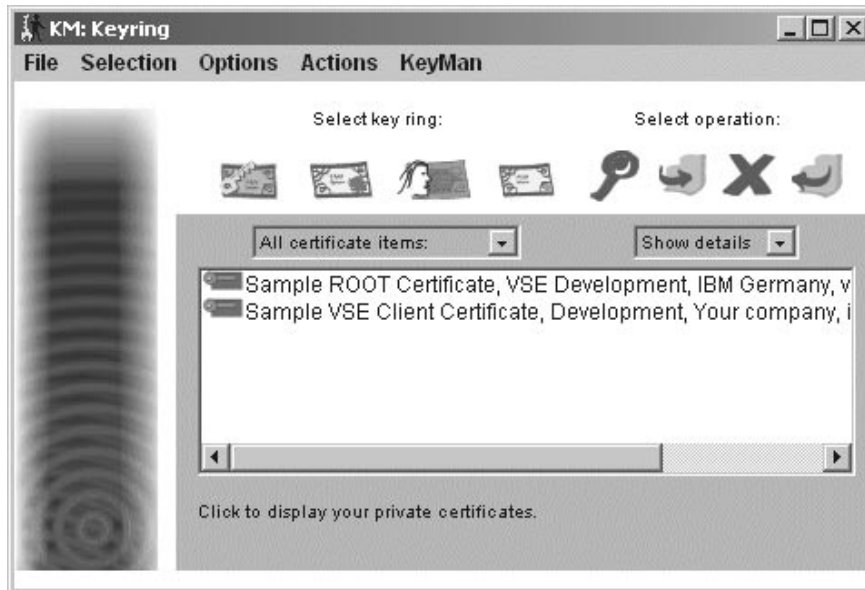 KM: Keyring
File Selection Options Actions KeyMan
Select key ring: Select operation:
All certificate items: Show details
Sample ROOT Certificate, VSE Development, IBM Germany, v
Sample VSE Client Certificate, Development, Your company, i
Click to display your private certificates.